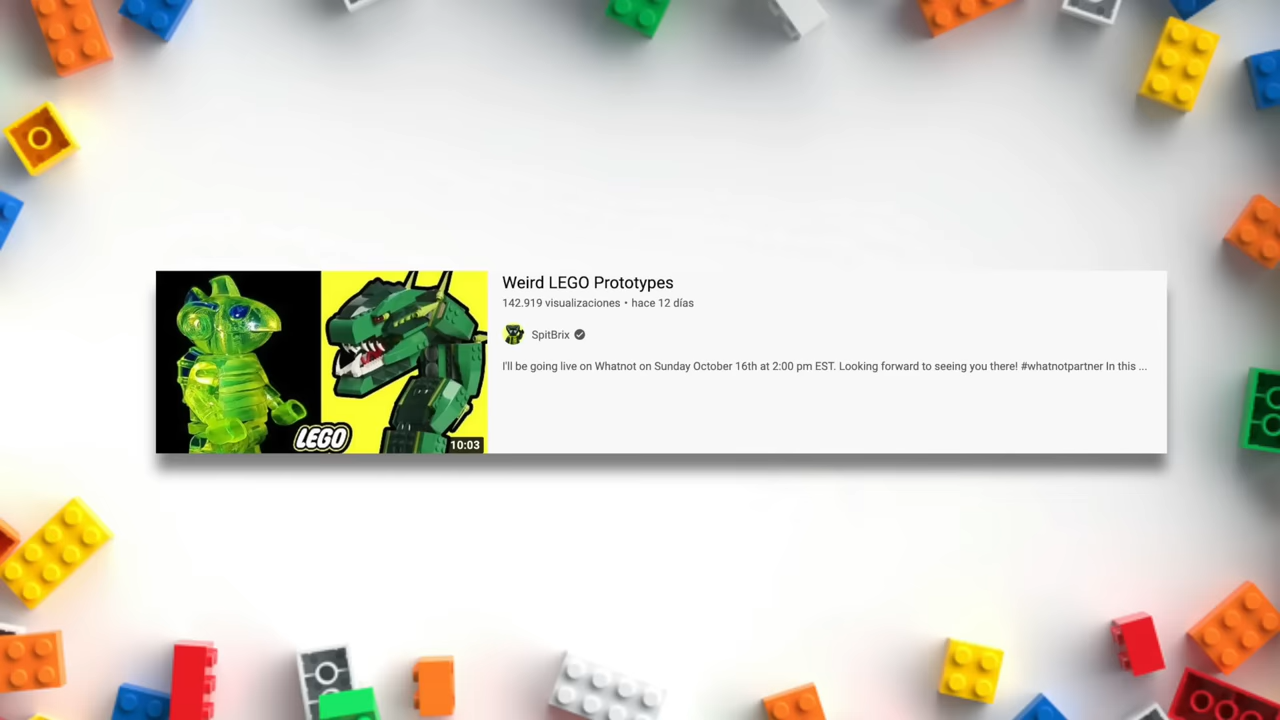 Weird LEGO Prototypes
142.919 visualizaciones • hace 12 días
SpitBrix
I'll be going live on Whatnot on Sunday October 16th at 2:00 pm EST. Looking forward to seeing you there! #whatnotpartner In this ...
LEGO
10:03